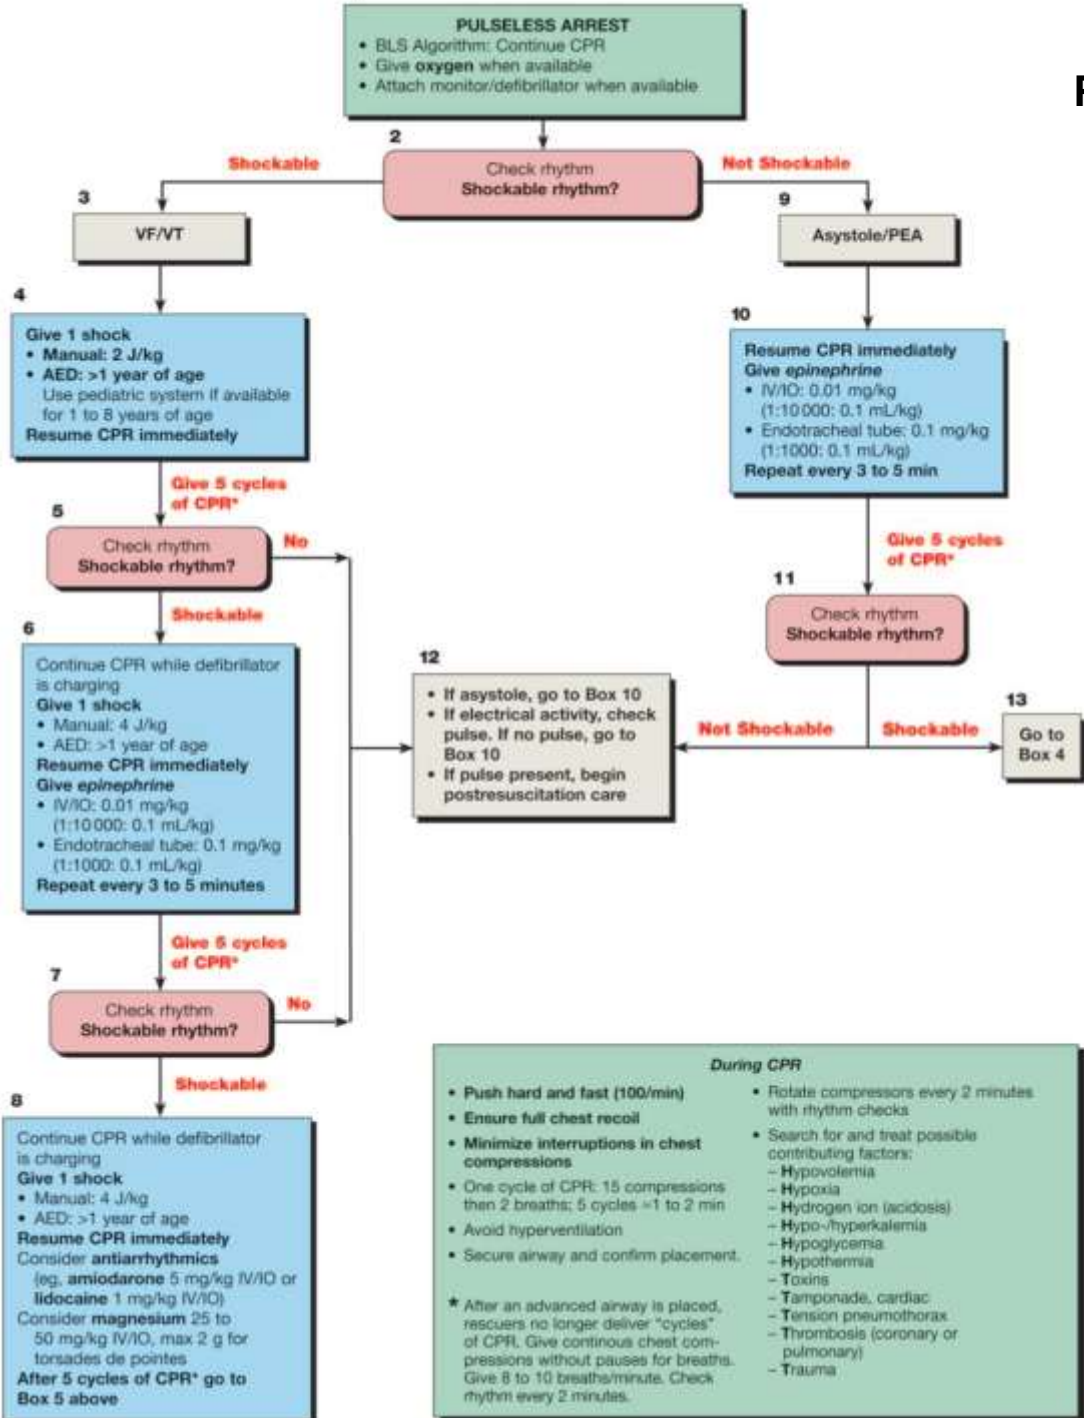 PULSELESS ARREST
• BLS Algorithm: Continue CPR
• Give oxygen when available
• Attach monitor/defibrillator when available
2
Shockable
Check rhythm
Shockable rhythm?
Not Shockable
3
VF/VT
9
Asystole/PEA
4
Give 1 shock
• Manual: 2 J/kg
• AED: >1 year of age
Use pediatric system if available
for 1 to 8 years of age
Resume CPR immediately
10
Resume CPR immediately
Give epinephrine
• IV/IO: 0.01 mg/kg
(1:10 000: 0.1 mL/kg)
• Endotracheal tube: 0.1 mg/kg
(1:1000: 0.1 mL/kg)
Repeat every 3 to 5 min
Give 5 cycles
of CPR*
5
Check rhythm
Shockable rhythm?
No
Give 5 cycles
of CPR*
11
Check rhythm
Shockable rhythm?
Shockable
6
Continue CPR while defibrillator
is charging
Give 1 shock
• Manual: 4 J/kg
• AED: >1 year of age
Resume CPR immediately
Give epinephrine
• IV/IO: 0.01 mg/kg
(1:10 000: 0.1 mL/kg)
• Endotracheal tube: 0.1 mg/kg
(1:1000: 0.1 mL/kg)
Repeat every 3 to 5 minutes
12
• If asystole, go to Box 10
• If electrical activity, check
pulse. If no pulse, go to
Box 10
• If pulse present, begin
postresuscitation care
Not Shockable
Shockable
13
Go to
Box 4
Give 5 cycles
of CPR*
7
Check rhythm
Shockable rhythm?
No
Shockable
8
Continue CPR while defibrillator
is charging
Give 1 shock
• Manual: 4 J/kg
• AED: >1 year of age
Resume CPR immediately
Consider antiarrhythmics
(eg, amiodarone 5 mg/kg IV/IO or
lidocaine 1 mg/kg IV/IO)
Consider magnesium 25 to
50 mg/kg IV/IO, max 2 g for
torsades de pointes
After 5 cycles of CPR* go to
Box 5 above
During CPR
• Push hard and fast (100/min)
• Ensure full chest recoil
• Minimize interruptions in chest
compressions
• One cycle of CPR: 15 compressions
then 2 breaths; 5 cycles ≈1 to 2 min
• Avoid hyperventilation
• Secure airway and confirm placement.
* After an advanced airway is placed,
rescuers no longer deliver "cycles"
of CPR. Give continous chest com-
pressions without pauses for breaths.
Give 8 to 10 breaths/minute. Check
rhythm every 2 minutes.
• Rotate compressors every 2 minutes
with rhythm checks
• Search for and treat possible
contributing factors:
– Hypovolemia
– Hypoxia
– Hydrogen ion (acidosis)
– Hypo-/hyperkalemia
– Hypoglycemia
– Hypothermia
– Toxins
– Tamponade, cardiac
– Tension pneumothorax
– Thrombosis (coronary or
pulmonary)
– Trauma